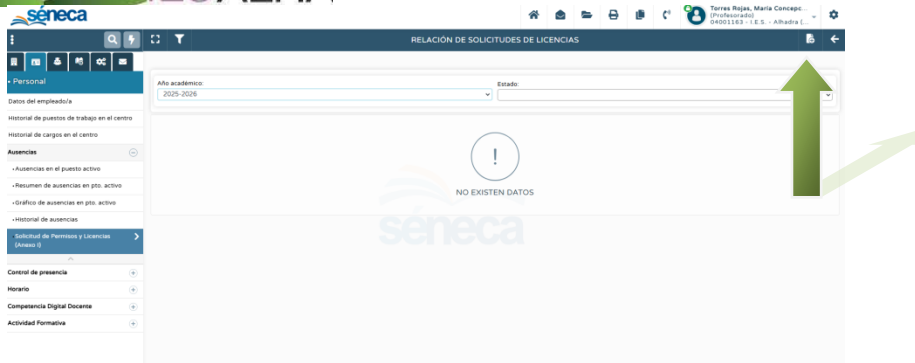 séneca
Torres Rojas, María Concepc...
(Profesorado)
04001163 - I.E.S. - Alhadra (...
RELACIÓN DE SOLICITUDES DE LICENCIAS
Personal
Datos del empleado/a
Historial de puestos de trabajo en el centro
Historial de cargos en el centro
Ausencias
Ausencias en el puesto activo
Resumen de ausencias en pto. activo
Gráfico de ausencias en pto. activo
Historial de ausencias
Solicitud de Permisos y Licencias
(Anexo I)
Control de presencia
Horario
Competencia Digital Docente
Actividad Formativa
Año académico:
2025-2026
Estado:
NO EXISTEN DATOS
séneca